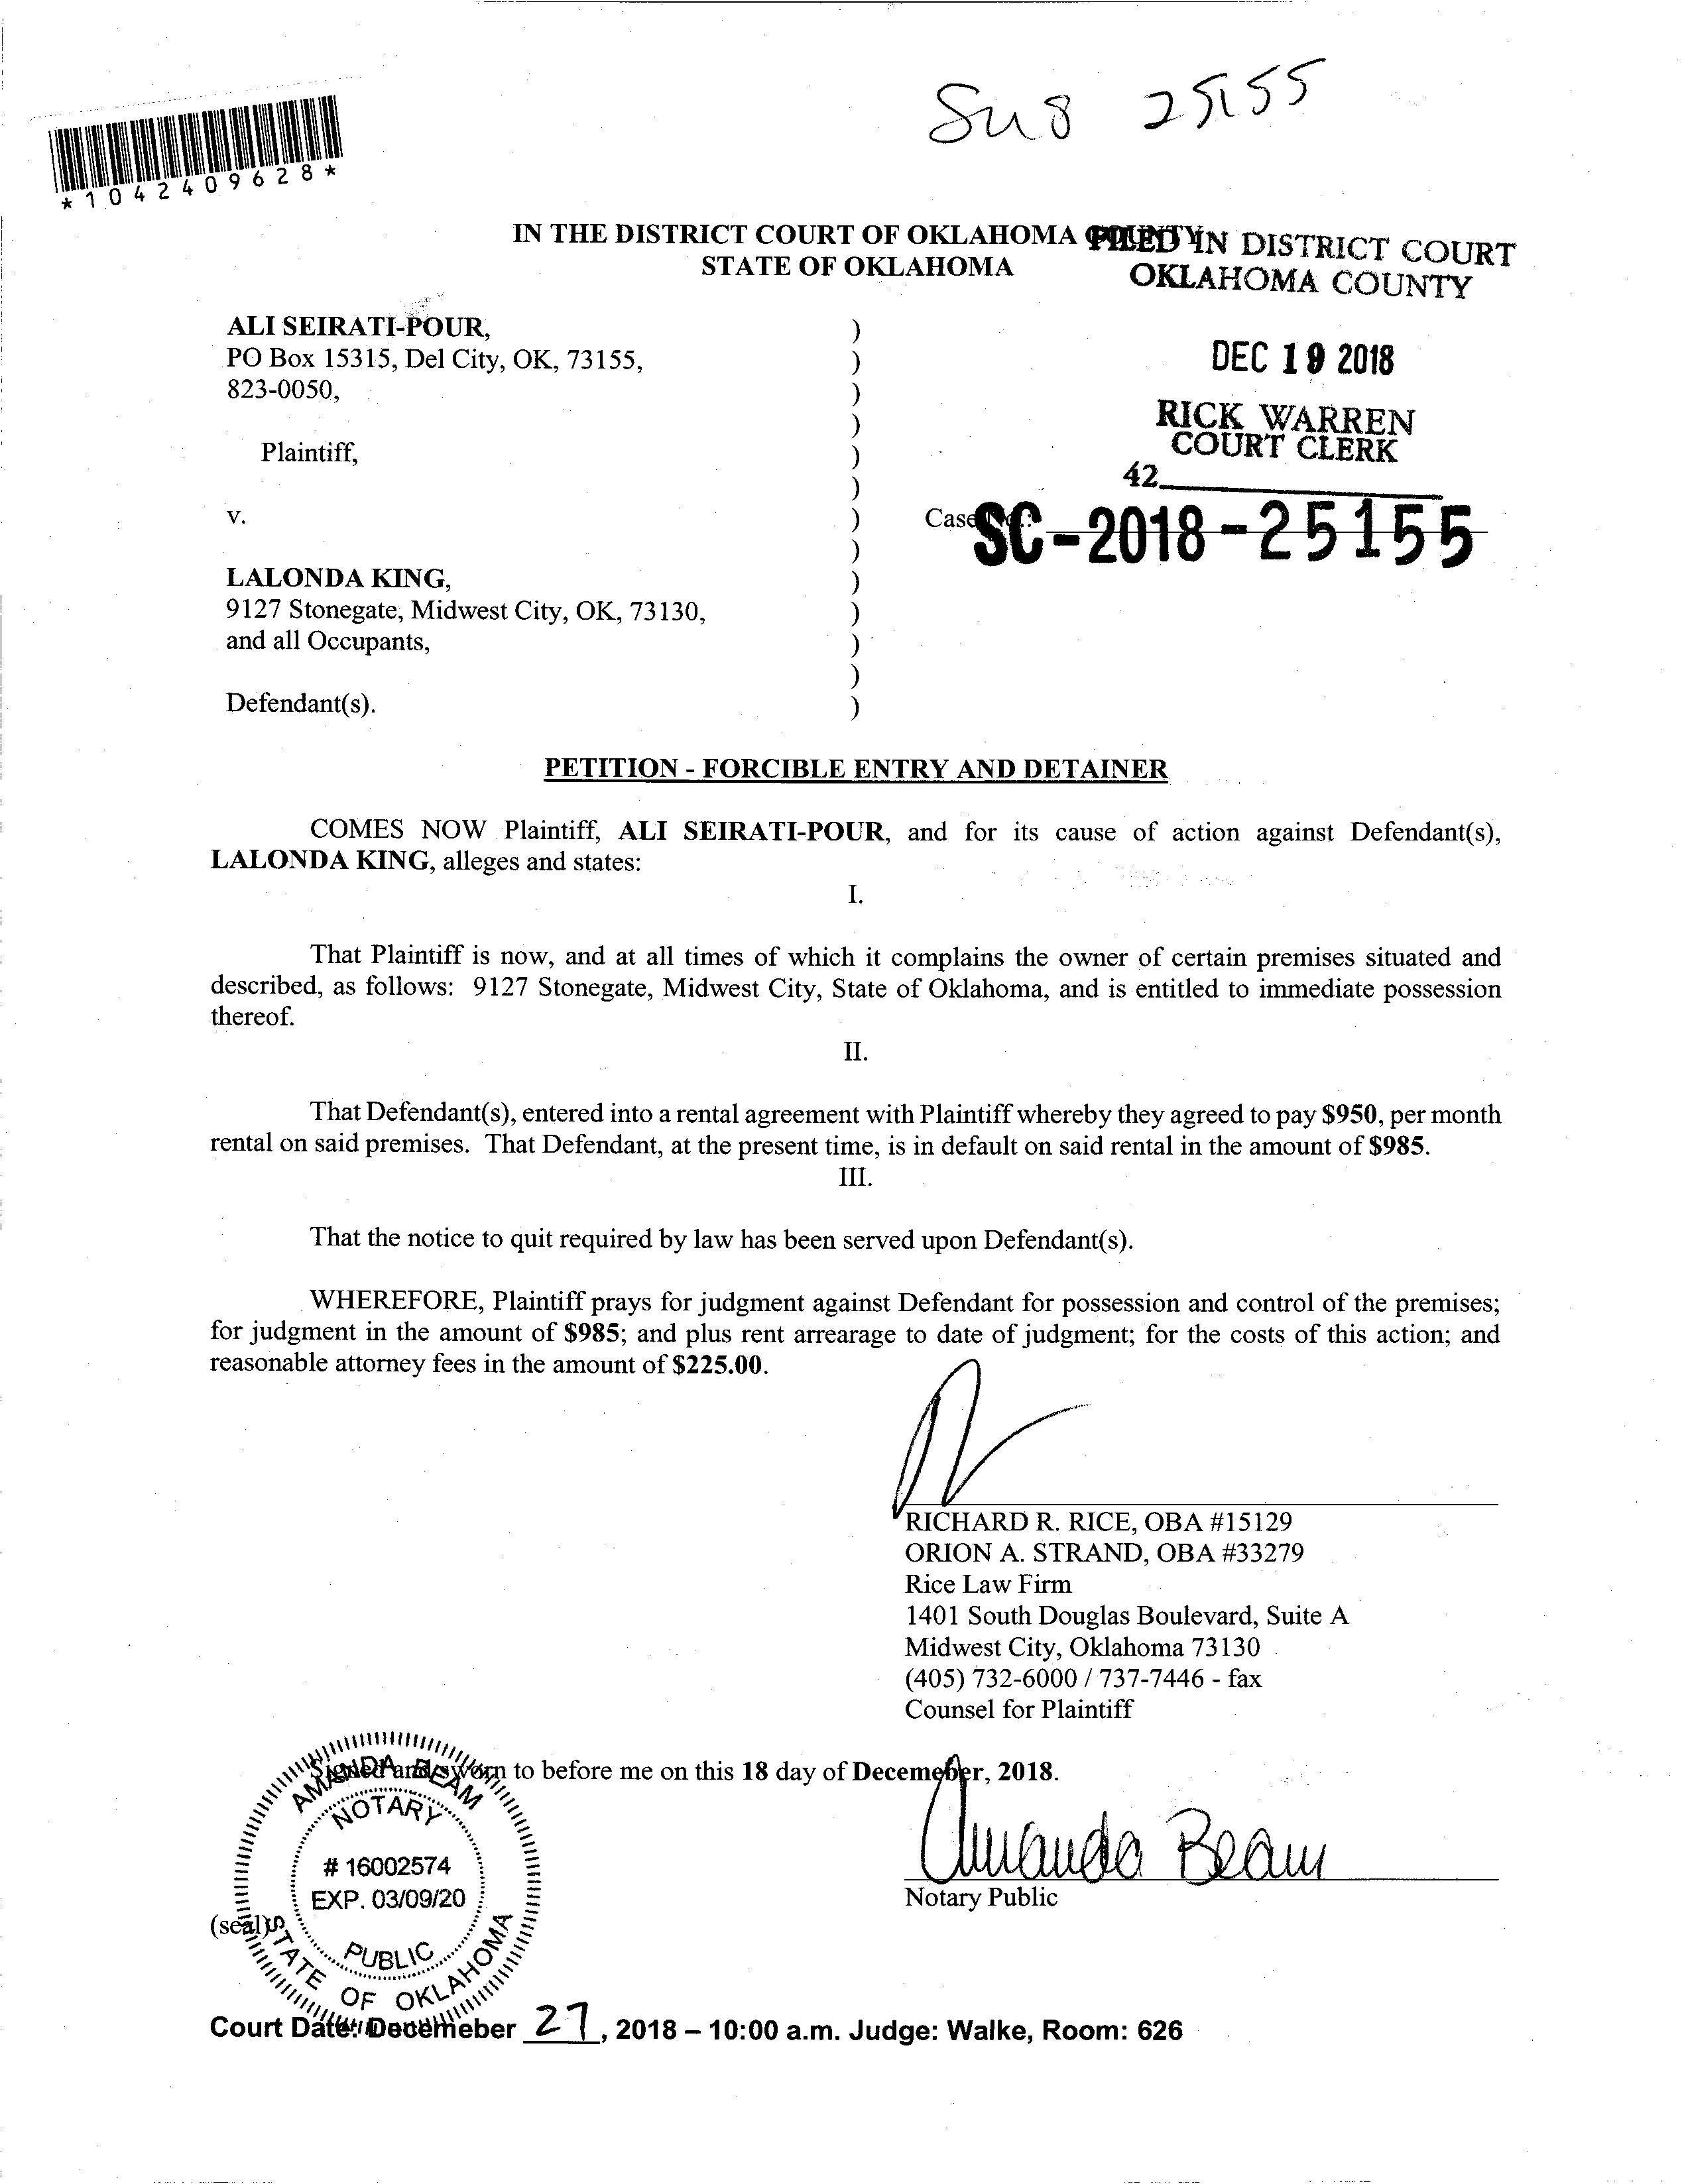 Su8 25155
*1042409628*
IN THE DISTRICT COURT OF OKLAHOMA COUNTY
STATE OF OKLAHOMA
FILED IN DISTRICT COURT
OKLAHOMA COUNTY
DEC 19 2018
RICK WARREN
COURT CLERK
42
ALI SEIRATI-POUR, )
PO Box 15315, Del City, OK, 73155, )
823-0050, )
)
Plaintiff, )
)
v. ) Case No.: SC-2018-25155
)
LALONDA KING, )
9127 Stonegate, Midwest City, OK, 73130, )
and all Occupants, )
)
Defendant(s). )
PETITION - FORCIBLE ENTRY AND DETAINER
COMES NOW Plaintiff, ALI SEIRATI-POUR, and for its cause of action against Defendant(s),
LALONDA KING, alleges and states:
I.
That Plaintiff is now, and at all times of which it complains the owner of certain premises situated and
described, as follows: 9127 Stonegate, Midwest City, State of Oklahoma, and is entitled to immediate possession
thereof.
II.
That Defendant(s), entered into a rental agreement with Plaintiff whereby they agreed to pay $950, per month
rental on said premises. That Defendant, at the present time, is in default on said rental in the amount of $985.
III.
That the notice to quit required by law has been served upon Defendant(s).
WHEREFORE, Plaintiff prays for judgment against Defendant for possession and control of the premises;
for judgment in the amount of $985; and plus rent arrearage to date of judgment; for the costs of this action; and
reasonable attorney fees in the amount of $225.00.
RICHARD R. RICE, OBA #15129
ORION A. STRAND, OBA #33279
Rice Law Firm
1401 South Douglas Boulevard, Suite A
Midwest City, Oklahoma 73130
(405) 732-6000 / 737-7446 - fax
Counsel for Plaintiff
Signed and sworn to before me on this 18 day of Decemeber, 2018.
Amanda Beam
Notary Public
AMANDA BEAM
NOTARY
# 16002574
EXP. 03/09/20
PUBLIC
STATE OF OKLAHOMA
(seal)
Court Date: Decemeber 27, 2018 – 10:00 a.m. Judge: Walke, Room: 626